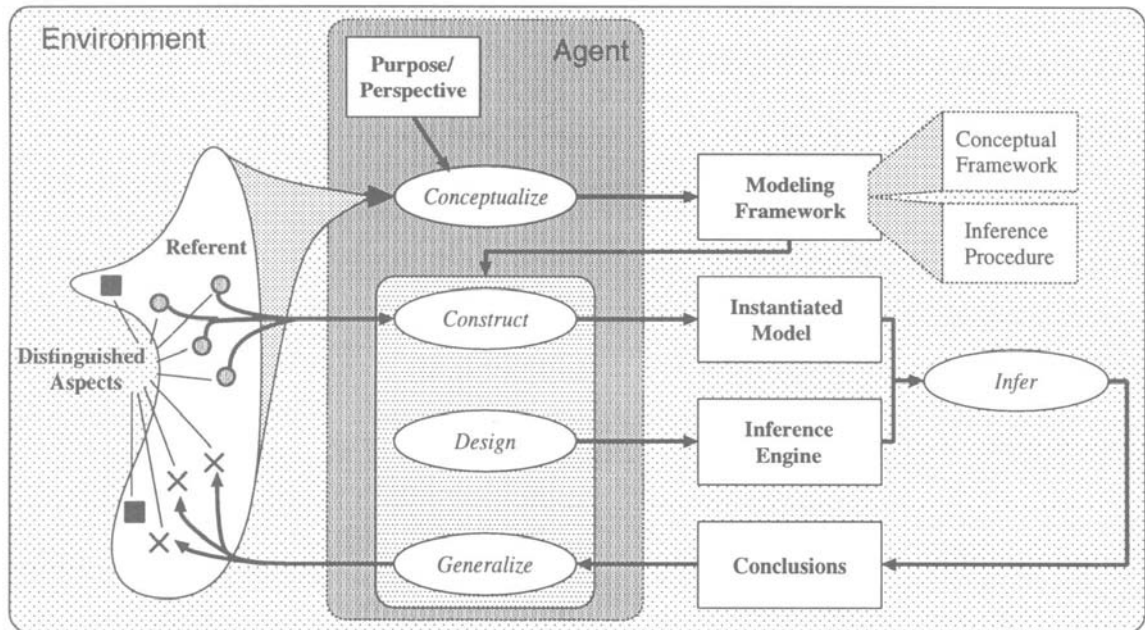 Environment
Agent
Purpose/
Perspective
Conceptualize
Modeling
Framework
Conceptual
Framework
Inference
Procedure
Referent
Distinguished
Aspects
Construct
Instantiated
Model
Infer
Design
Inference
Engine
Generalize
Conclusions